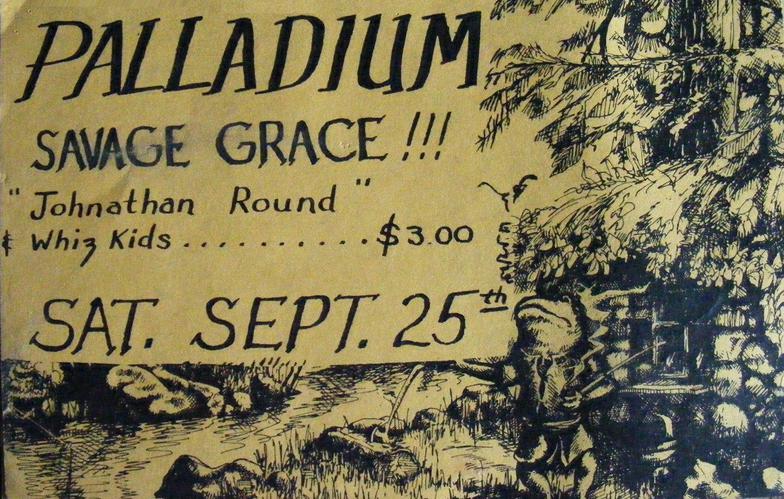 PALLADIUM
SAVAGE GRACE!!!
"Johnathan Round"
& Whiz Kids ........... $3.00
SAT. SEPT. 25th